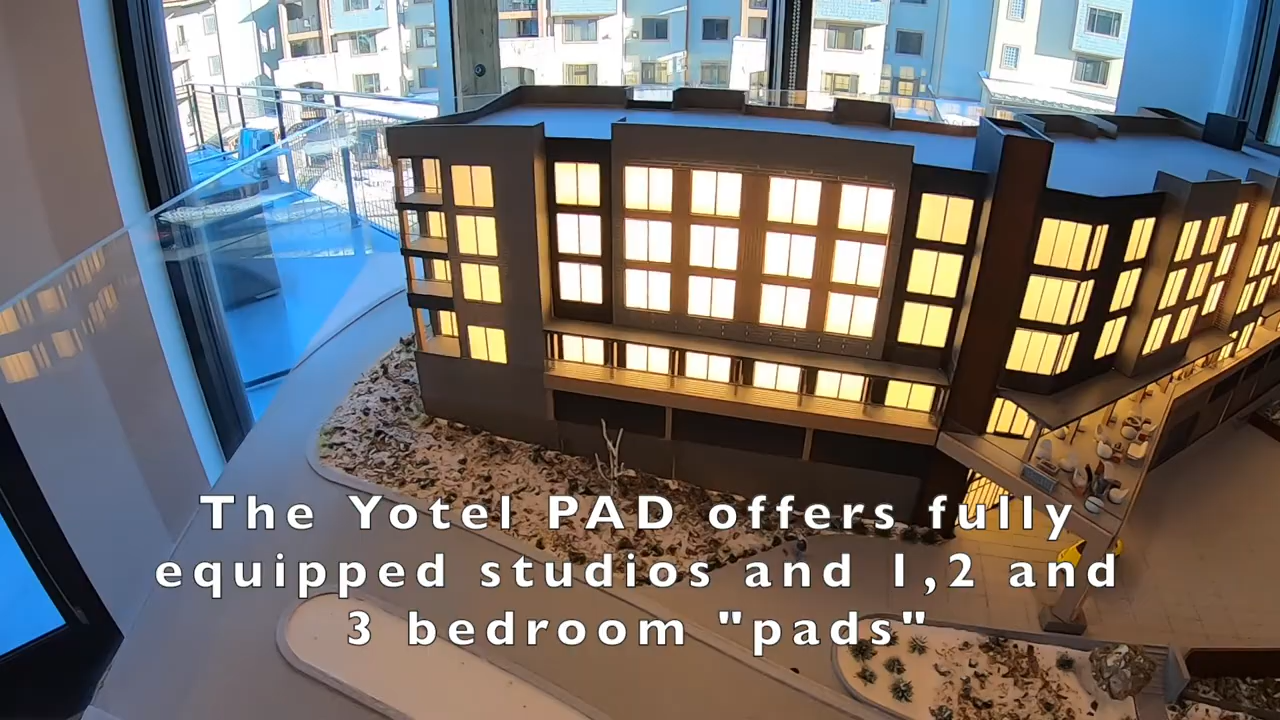 The Yotel PAD offers fully
equipped studios and 1,2 and
3 bedroom "pads"